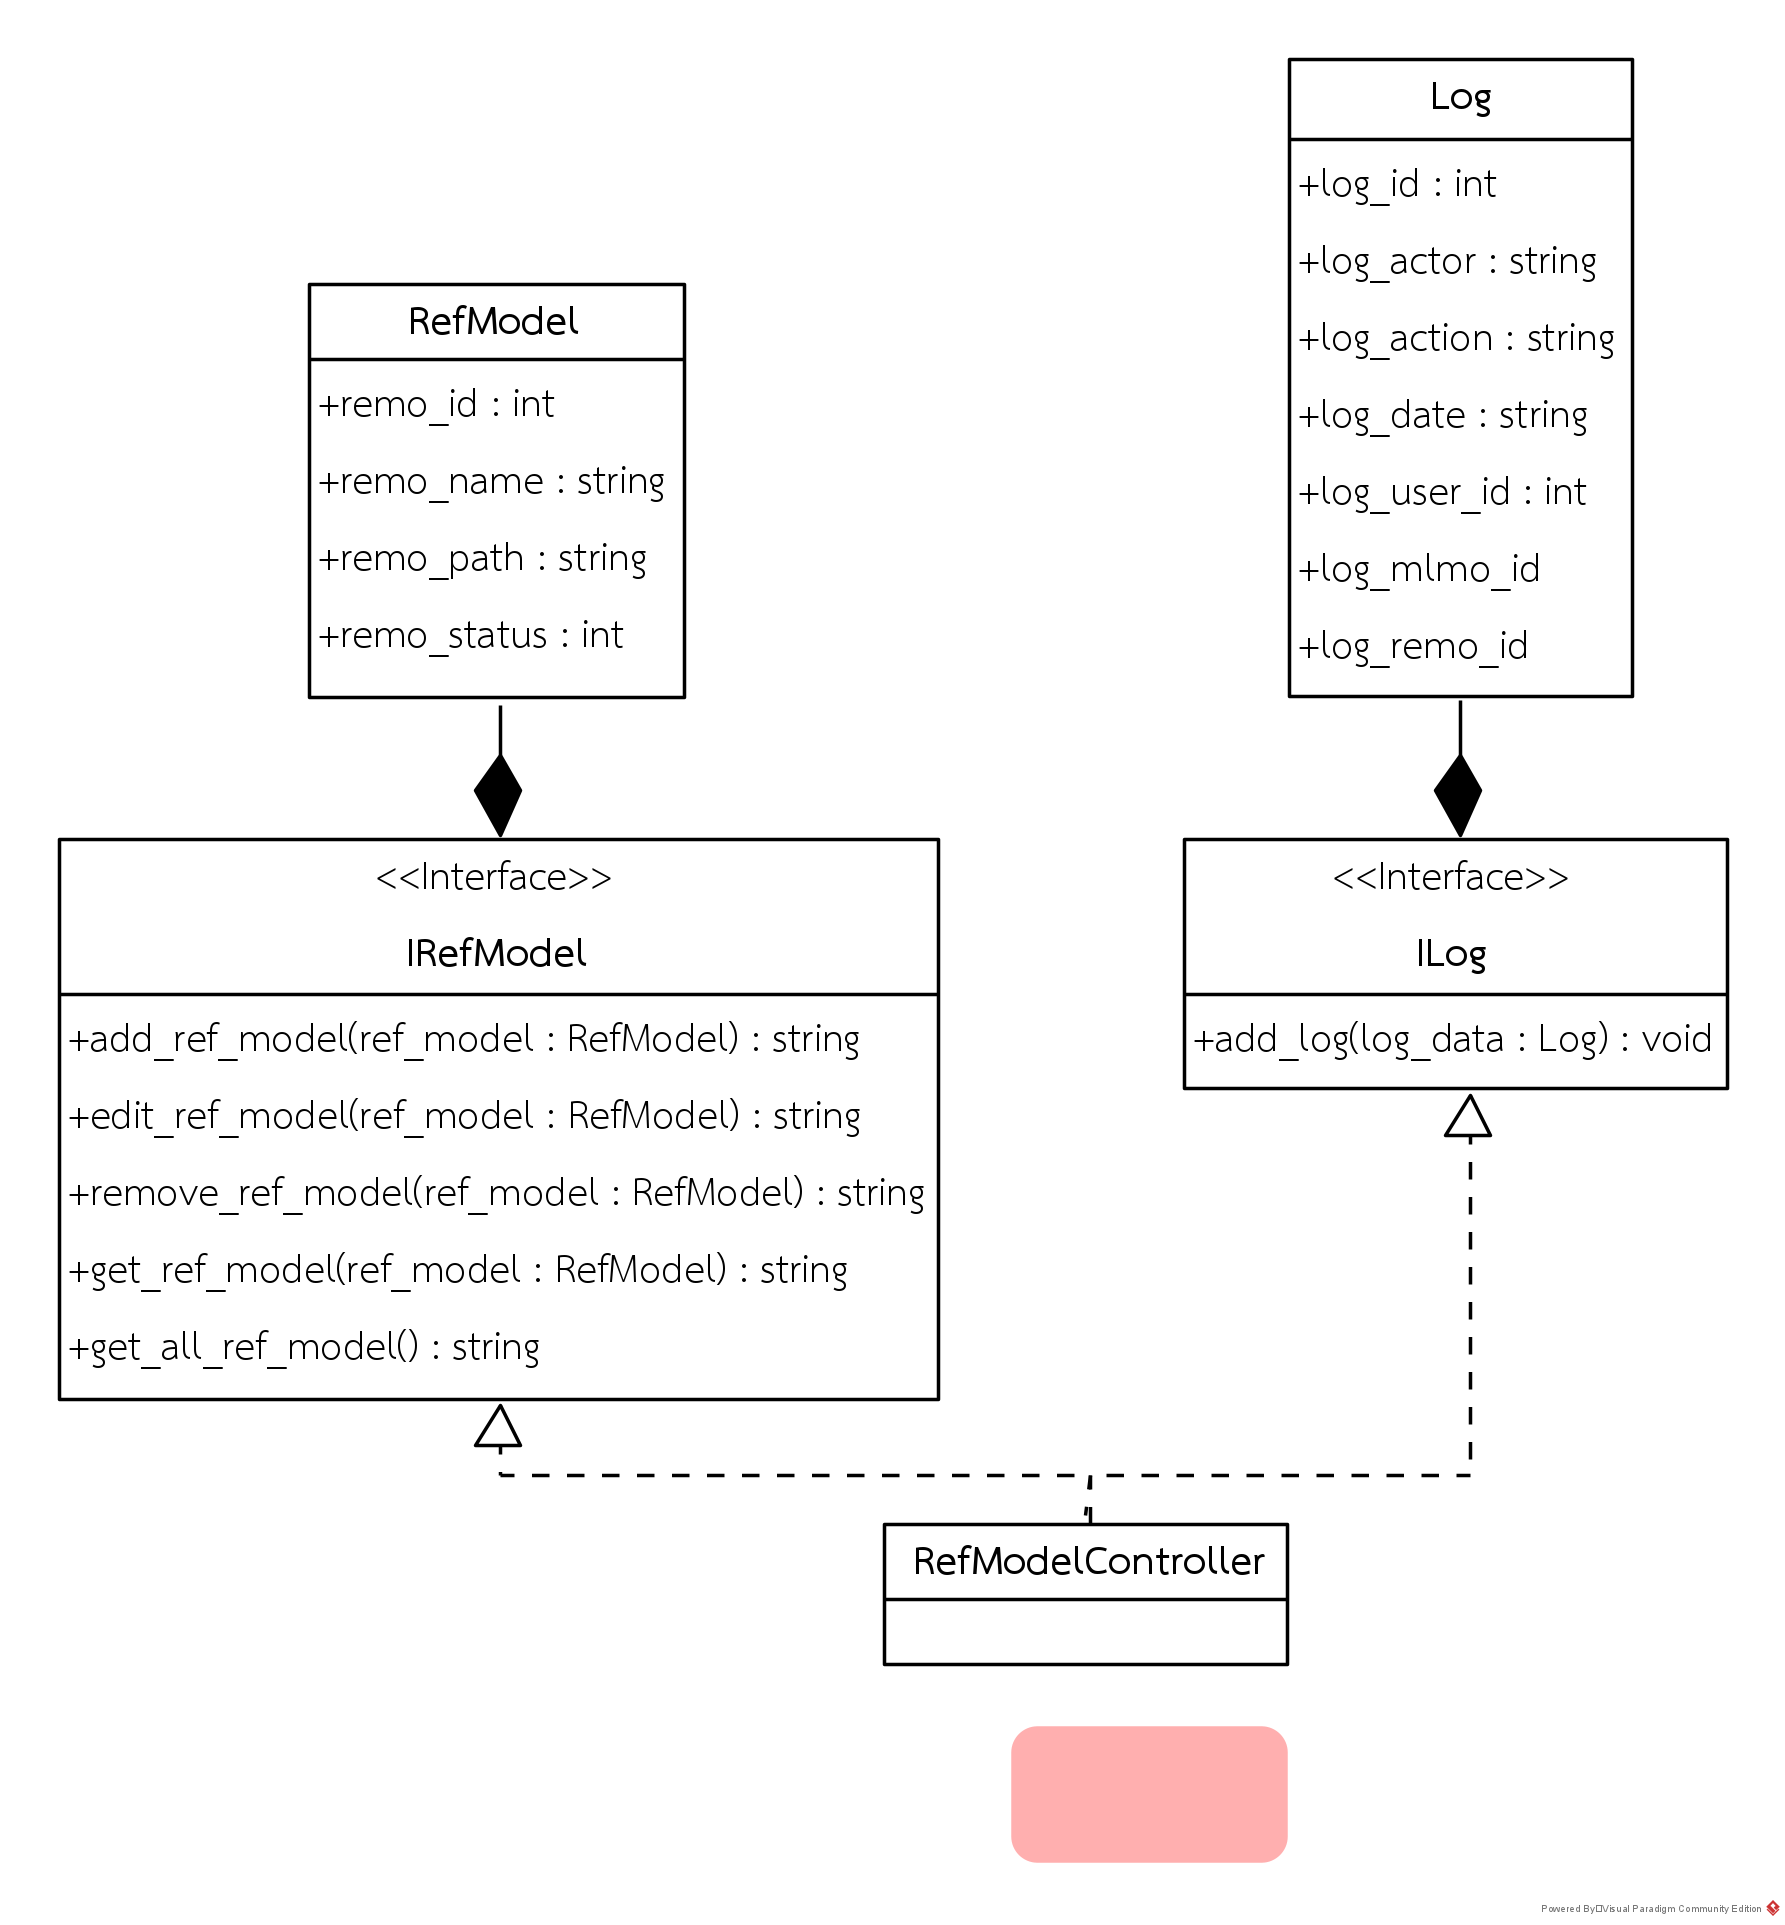 Log
+log_id : int
+log_actor : string
+log_action : string
+log_date : string
+log_user_id : int
+log_mlmo_id
+log_remo_id
RefModel
+remo_id : int
+remo_name : string
+remo_path : string
+remo_status : int
<<Interface>>
IRefModel
+add_ref_model(ref_model : RefModel) : string
+edit_ref_model(ref_model : RefModel) : string
+remove_ref_model(ref_model : RefModel) : string
+get_ref_model(ref_model : RefModel) : string
+get_all_ref_model() : string
<<Interface>>
ILog
+add_log(log_data : Log) : void
RefModelController
Powered By□Visual Paradigm Community Edition